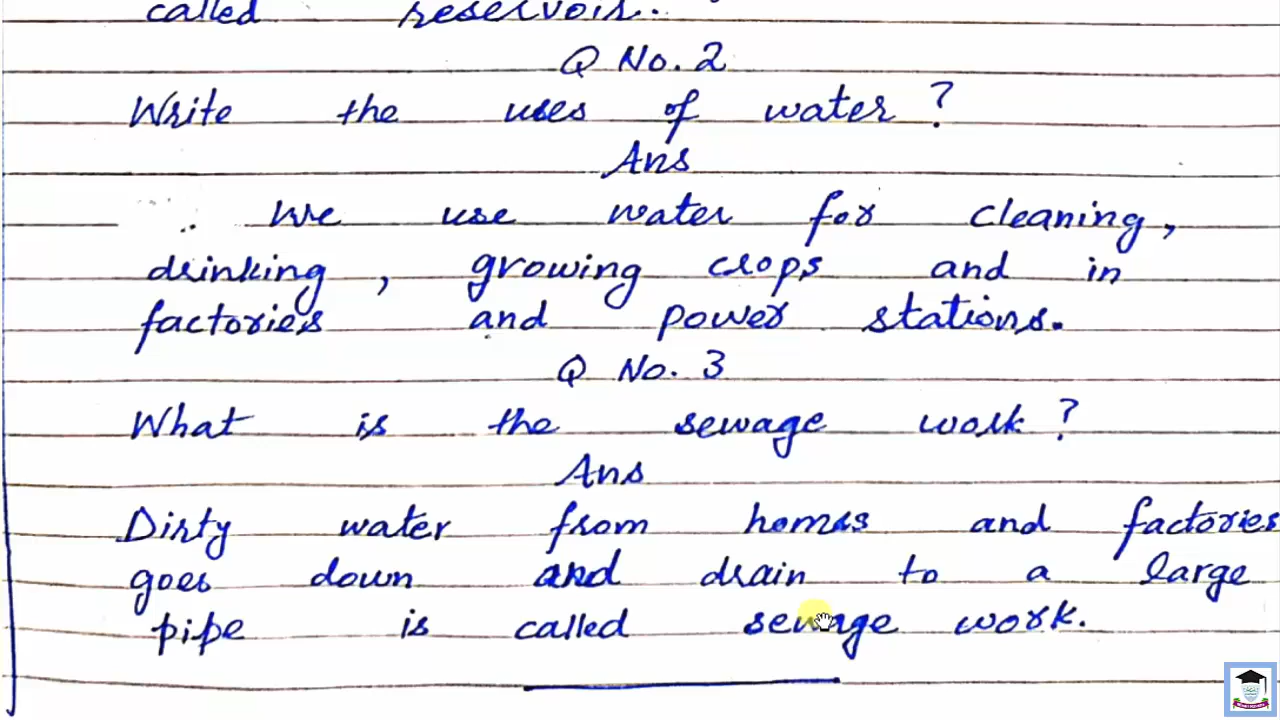 called reservoir.
Q No. 2
Write the uses of water ?
Ans
We use water for cleaning,
drinking , growing crops and in
factories and power stations.
Q No. 3
What is the sewage work ?
Ans
Dirty water from homes and factories
goes down and drain to a large
pipe is called sewage work.